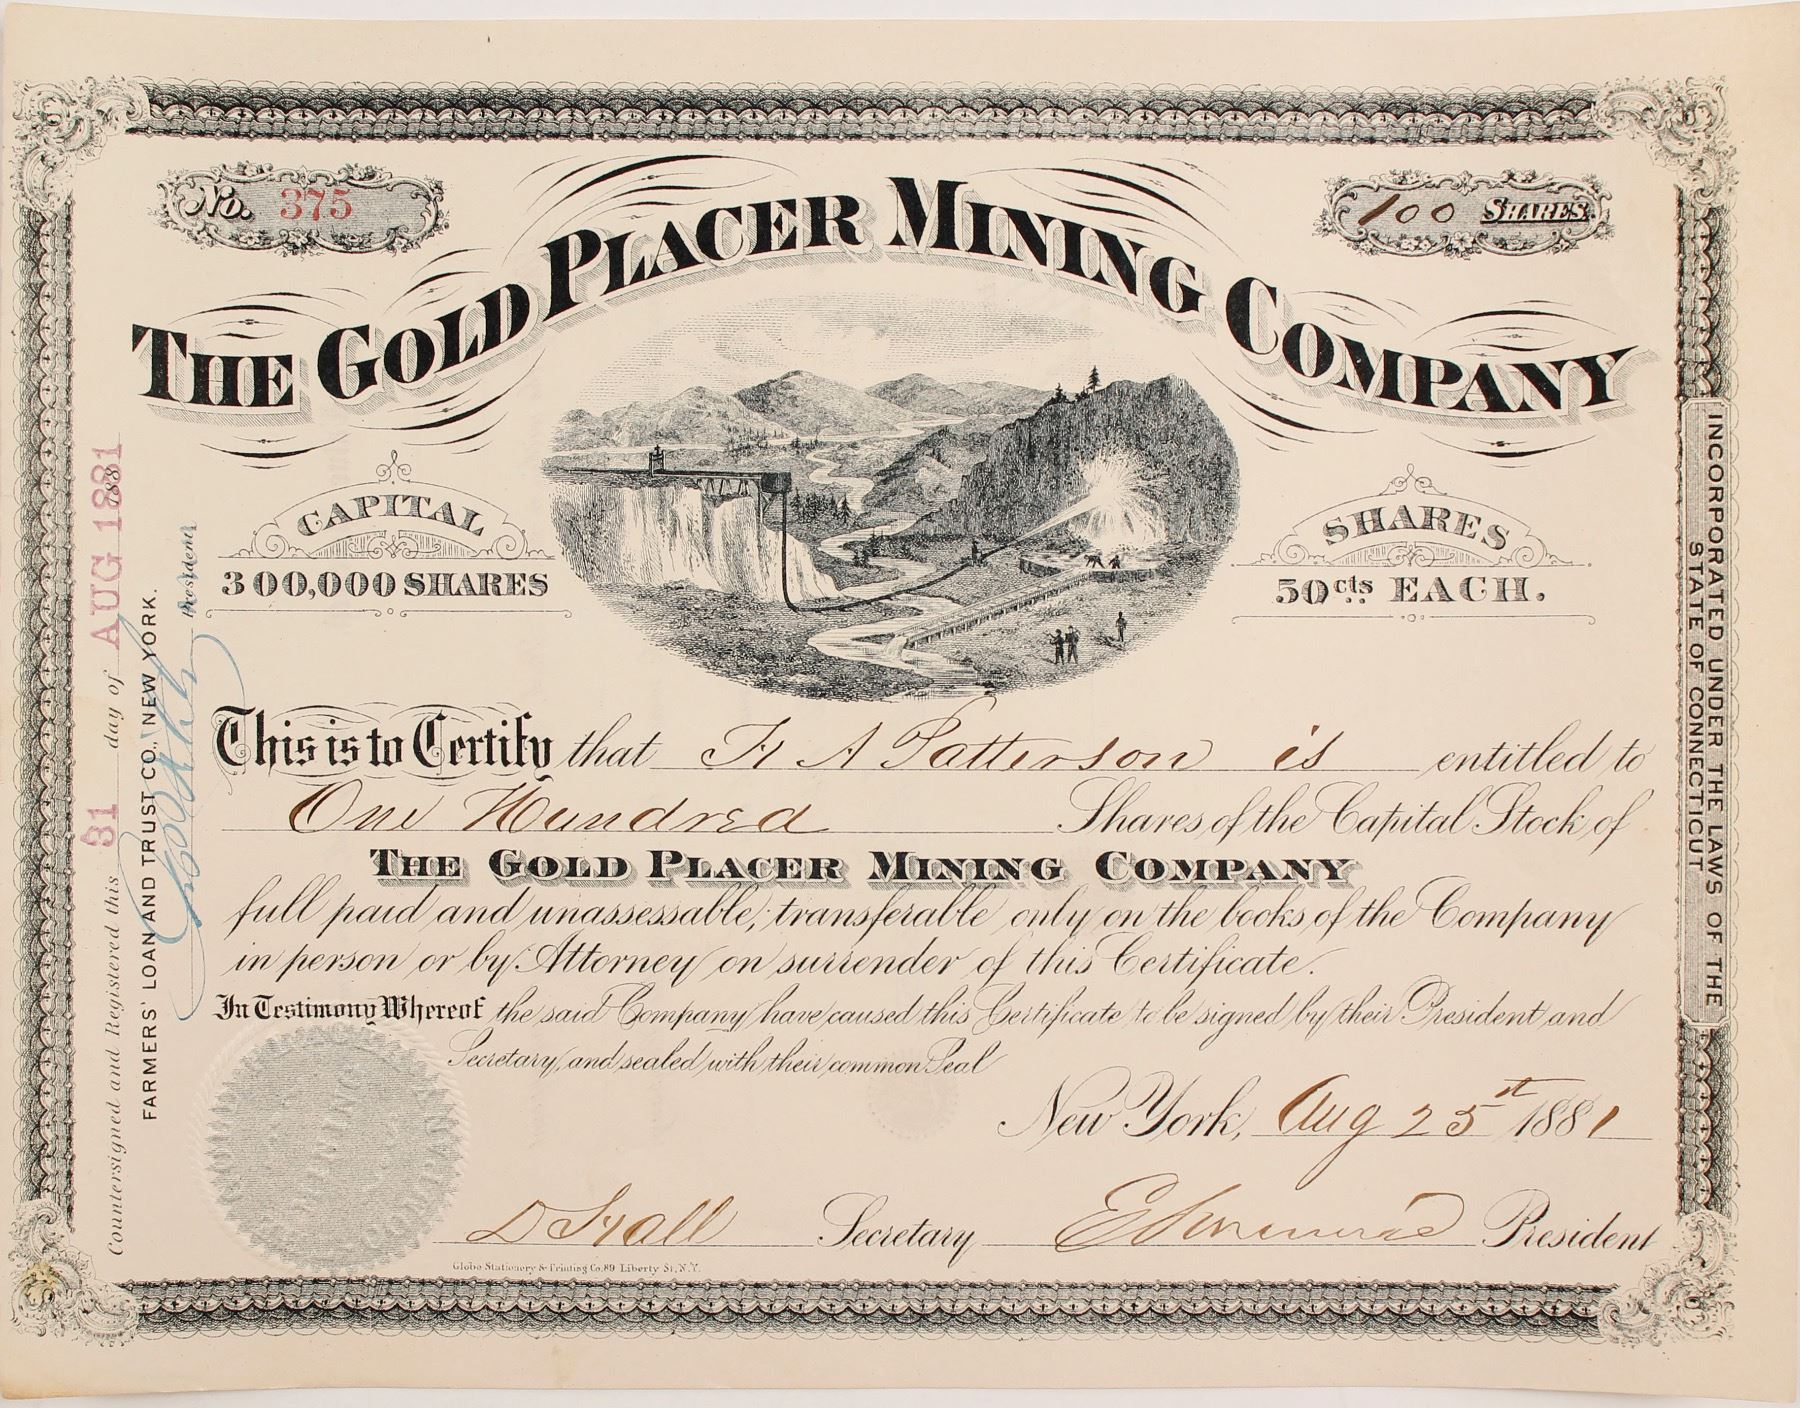 No. 375
100 SHARES.
THE GOLD PLACER MINING COMPANY
CAPITAL
300,000 SHARES
SHARES
50 cts EACH.
This is to Certify that H A Patterson is entitled to
One Hundred Shares of the Capital Stock of
THE GOLD PLACER MINING COMPANY
full paid and unassessable, transferable only on the books of the Company
in person or by Attorney on surrender of this Certificate.
In Testimony Whereof the said Company have caused this Certificate to be signed by their President and
Secretary, and sealed with their common Seal
New York, Aug 25st 1881
D Hall Secretary President
Globe Stationery & Printing Co. 89 Liberty St, N.Y.
Countersigned and Registered this 31 day of AUG 1881 188
FARMERS' LOAN AND TRUST CO., NEW YORK.
President
INCORPORATED UNDER THE LAWS OF THE
STATE OF CONNECTICUT